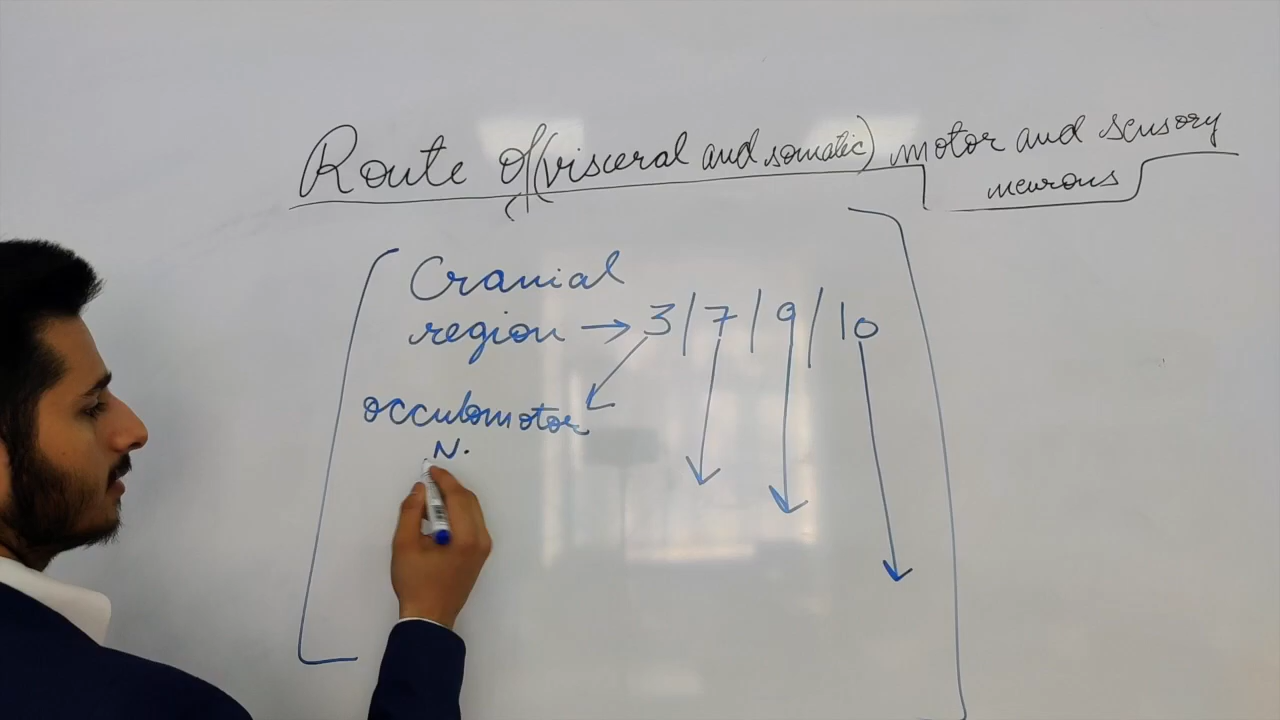 Route of (visceral and somatic) motor and sensory
neurons
Cranial
region → 3/7/9/10
occulomotor
N.